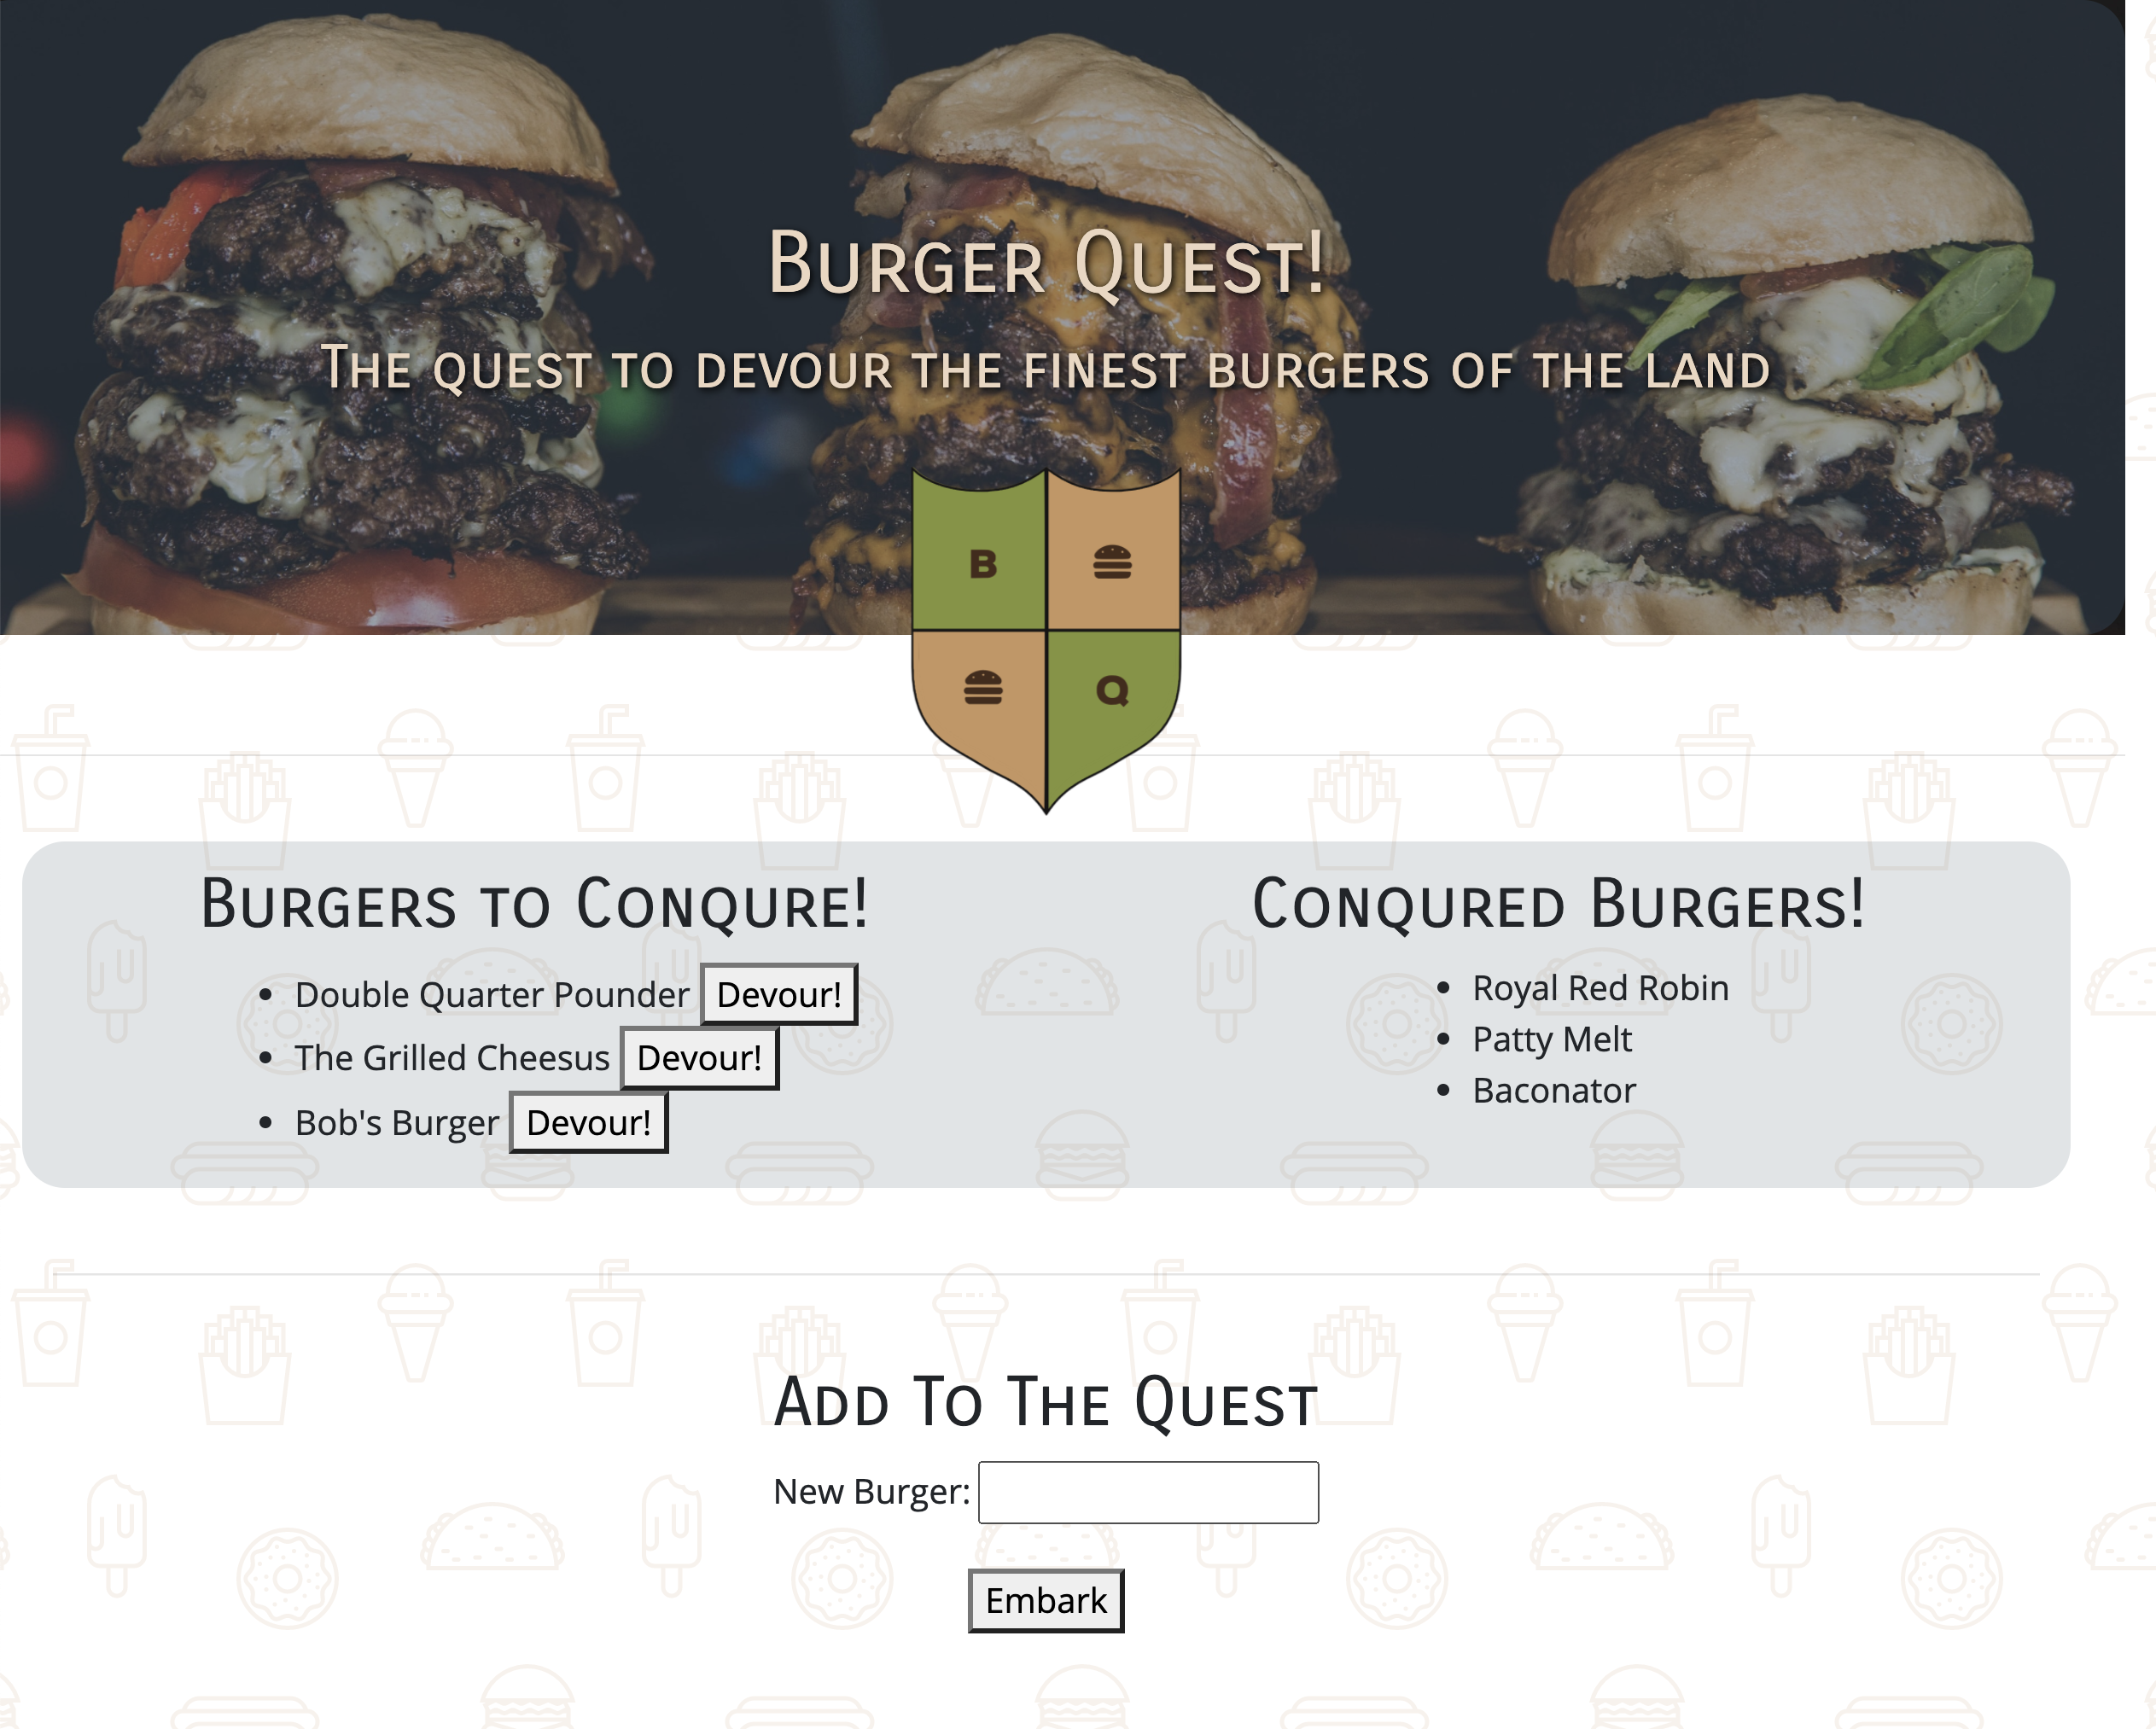 Burger Quest!
The quest to devour the finest burgers of the land
B
Q
Burgers to Conqure!
Double Quarter Pounder Devour!
The Grilled Cheesus Devour!
Bob's Burger Devour!
Conqured Burgers!
Royal Red Robin
Patty Melt
Baconator
Add To The Quest
New Burger:
Embark